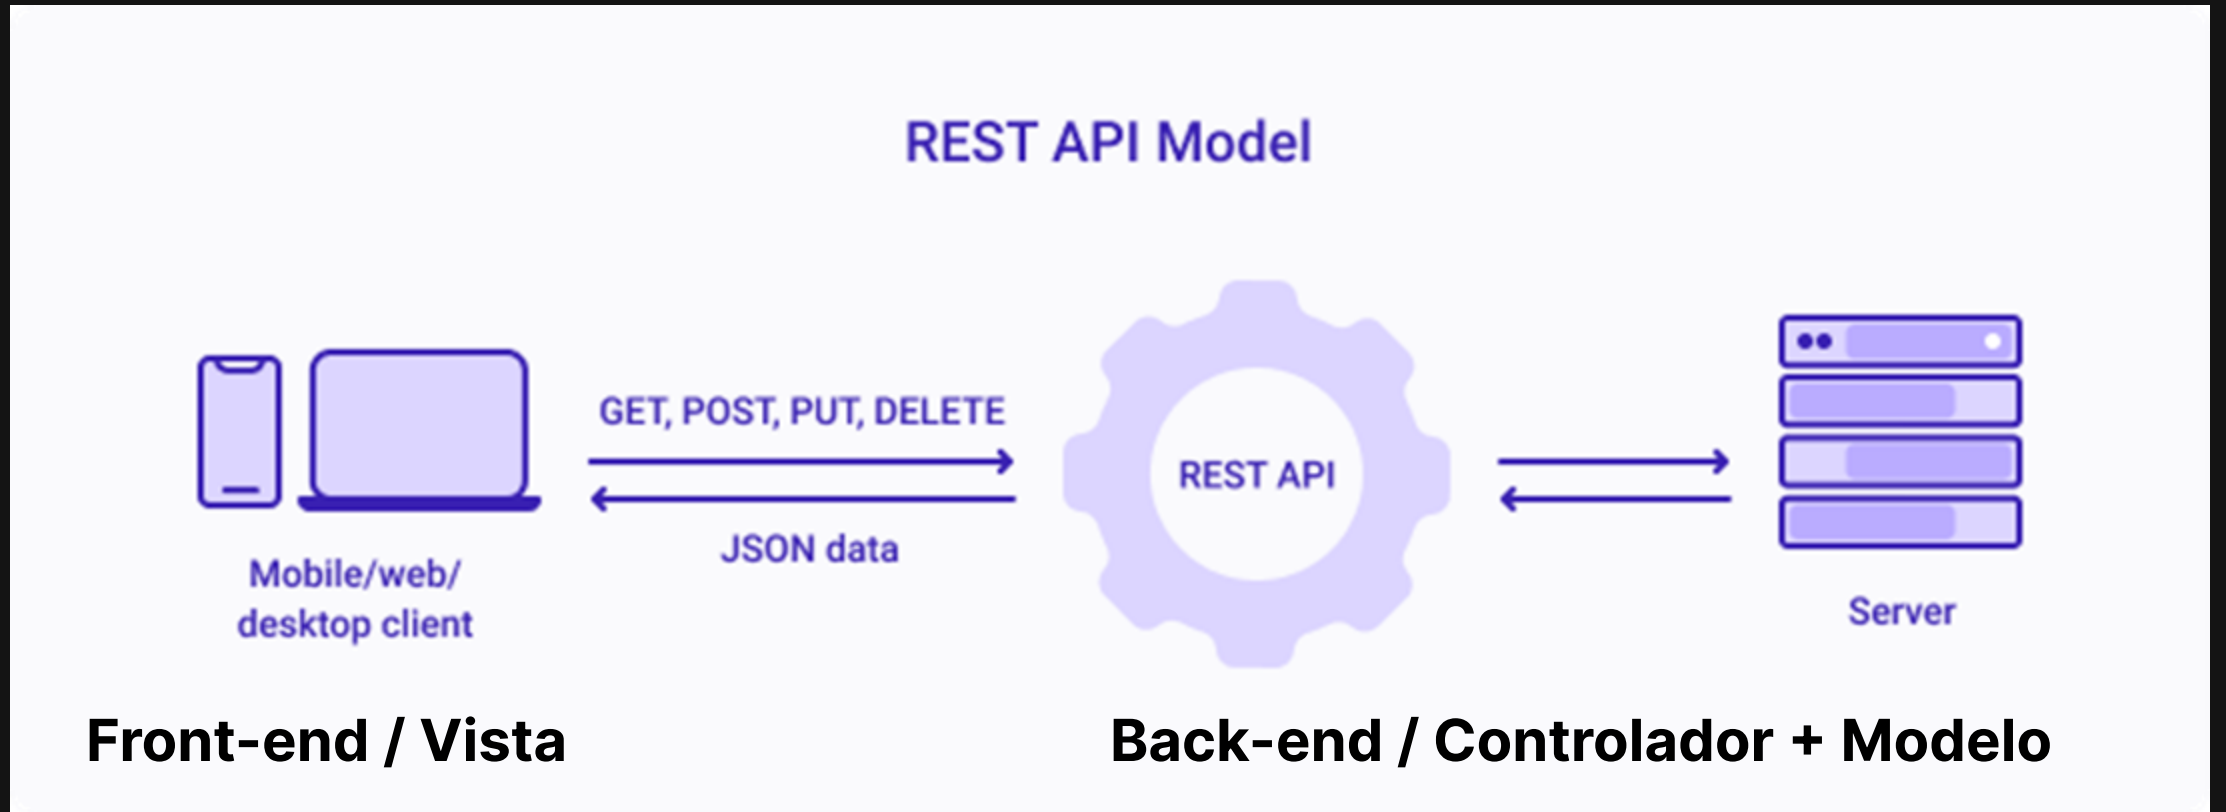 REST API Model
GET, POST, PUT, DELETE
REST API
JSON data
Mobile/web/
desktop client
Server
Front-end / Vista
Back-end / Controlador + Modelo